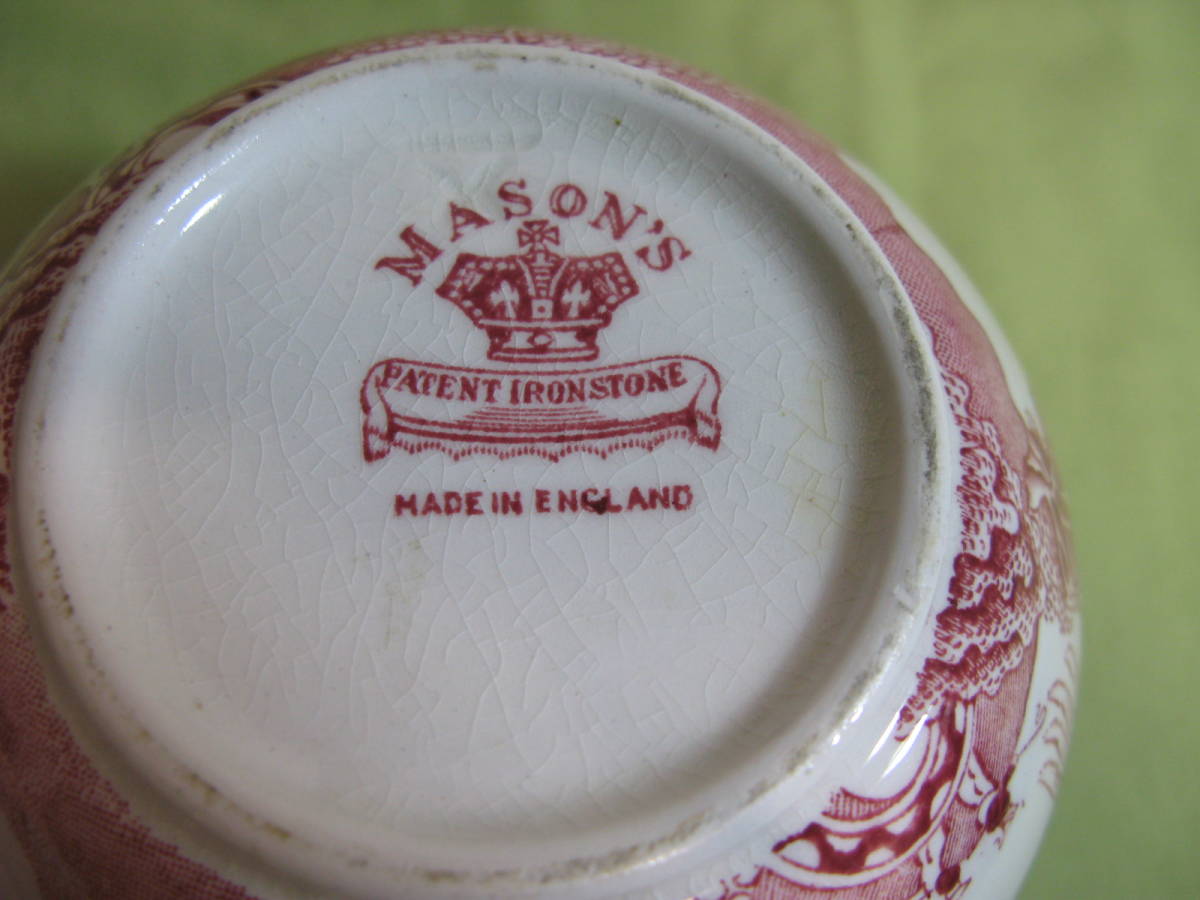 MASON'S
PATENT IRONSTONE
MADE IN ENGLAND